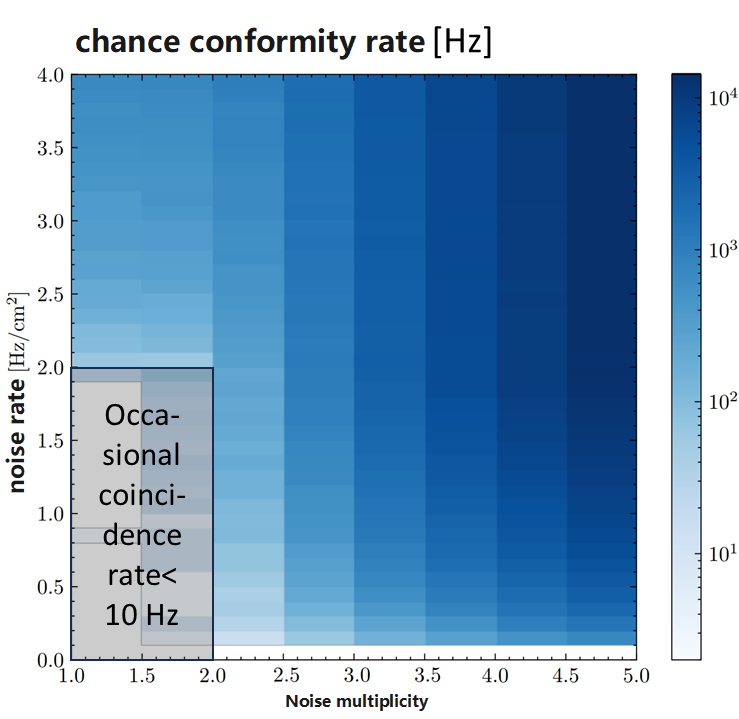 chance conformity rate [Hz]
4.0
3.5
3.0
2.5
2.0
1.5
1.0
0.5
0.0
noise rate [Hz/cm²]
Occa-
sional
coinci-
dence
rate<
10 Hz
1.0 1.5 2.0 2.5 3.0 3.5 4.0 4.5 5.0
Noise multiplicity
10⁴
10³
10²
10¹